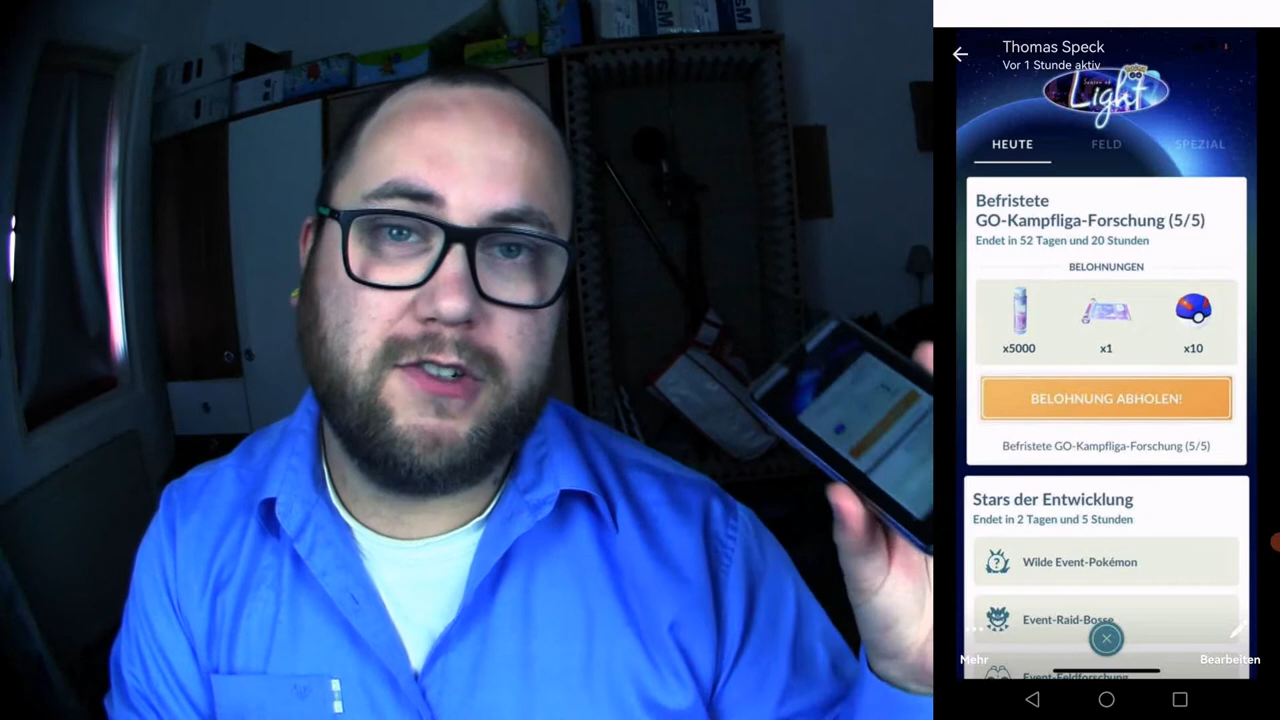 Thomas Speck
Vor 1 Stunde aktiv
Light
HEUTE
FELD
SPEZIAL
Befristete
GO-Kampfliga-Forschung (5/5)
Endet in 52 Tagen und 20 Stunden
BELOHNUNGEN
x5000
x1
x10
BELOHNUNG ABHOLEN!
Befristete GO-Kampfliga-Forschung (5/5)
Stars der Entwicklung
Endet in 2 Tagen und 5 Stunden
Wilde Event-Pokémon
Event-Raid-Bosse
Mehr
Bearbeiten
Event-Feldforschung